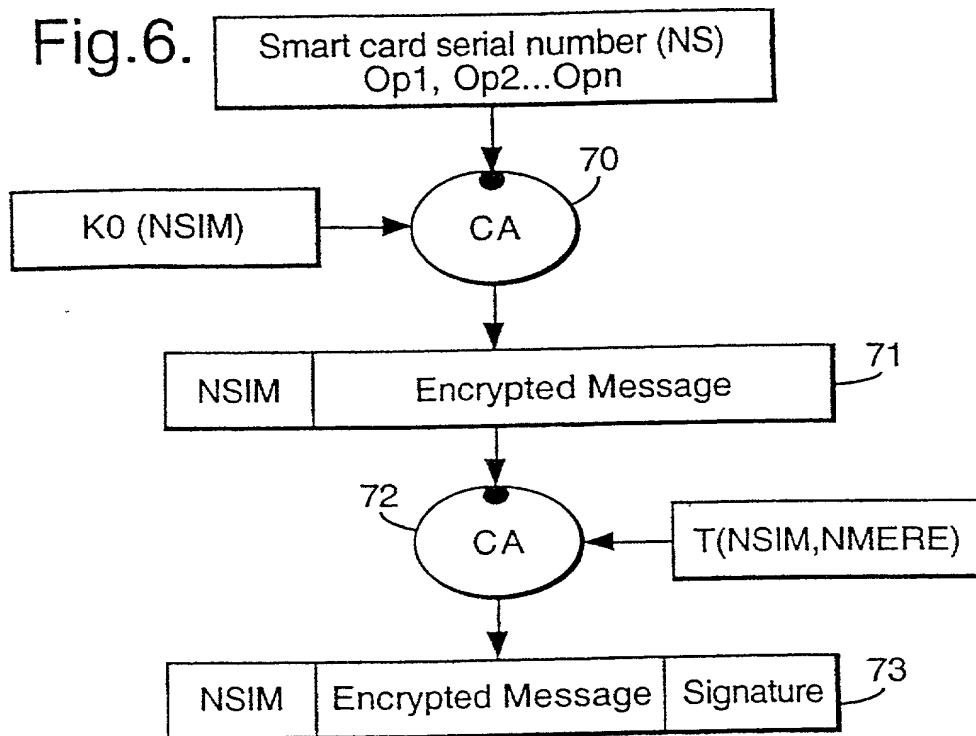 Fig.6.
Smart card serial number (NS)
Op1, Op2...Opn
70
K0 (NSIM)
CA
NSIM
Encrypted Message
71
72
CA
T(NSIM,NMERE)
NSIM
Encrypted Message
Signature
73